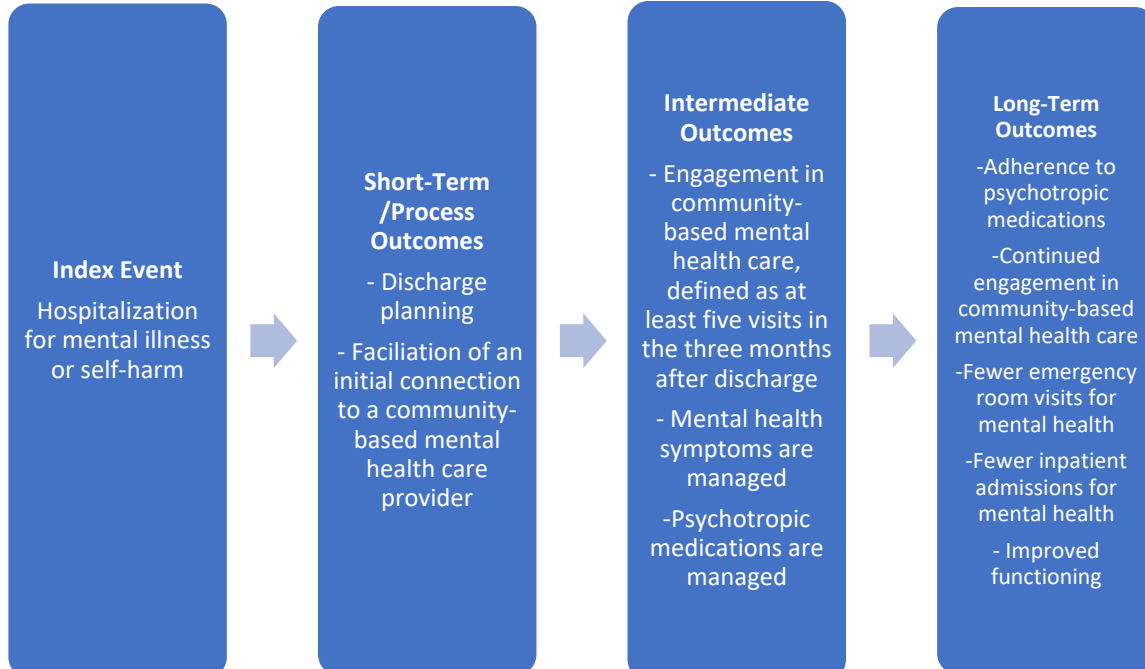 Index Event
Hospitalization
for mental illness
or self-harm
Short-Term
/Process
Outcomes
- Discharge
planning
- Faciliation of an
initial connection
to a community-
based mental
health care
provider
Intermediate
Outcomes
- Engagement in
community-
based mental
health care,
defined as at
least five visits in
the three months
after discharge
- Mental health
symptoms are
managed
-Psychotropic
medications are
managed
Long-Term
Outcomes
-Adherence to
psychotropic
medications
-Continued
engagement in
community-based
mental health care
-Fewer emergency
room visits for
mental health
-Fewer inpatient
admissions for
mental health
- Improved
functioning